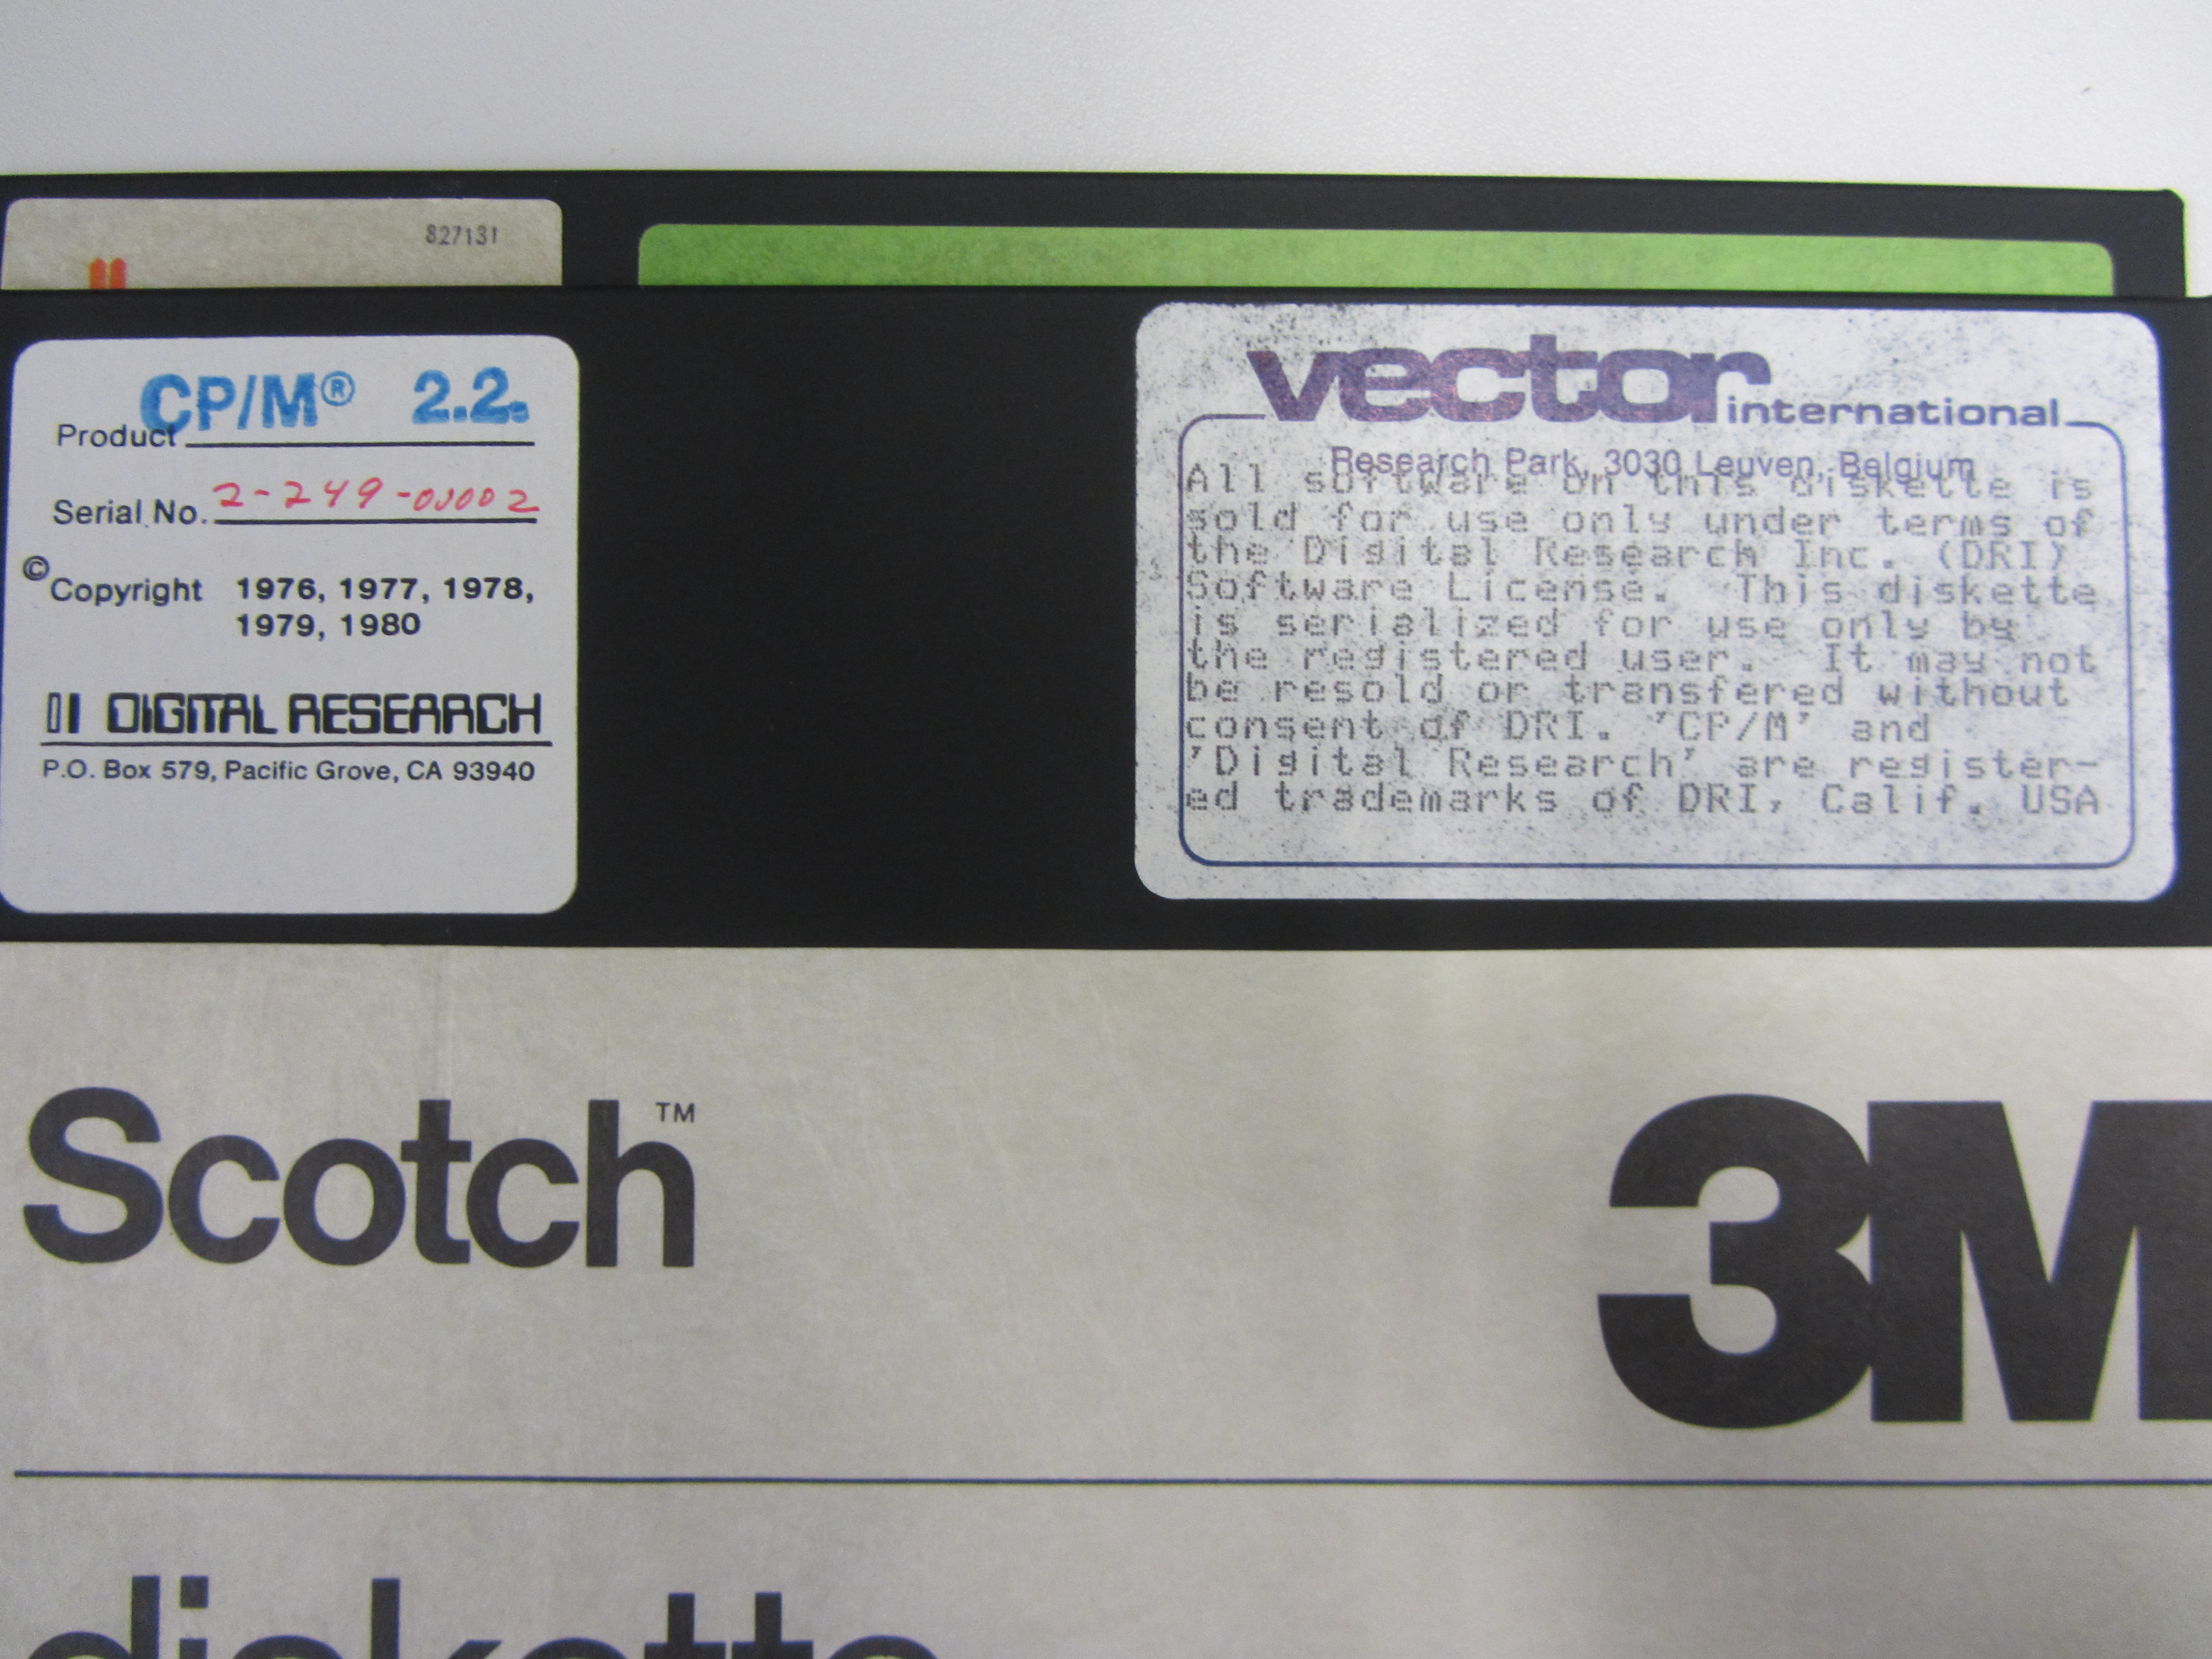 827131
CP/M® 2.2.
Product
Serial No. 2-249-00002
© Copyright 1976, 1977, 1978,
1979, 1980
DIGITAL RESEARCH
P.O. Box 579, Pacific Grove, CA 93940
vector international
Research Park, 3030 Leuven, Belgium
All software on this diskette is
sold for use only under terms of
the Digital Research Inc. (DRI)
Software License. This diskette
is serialized for use only by
the registered user. It may not
be resold or transfered without
consent of DRI. 'CP/M' and
'Digital Research' are register-
ed trademarks of DRI, Calif. USA
Scotch™ 3M
diskette